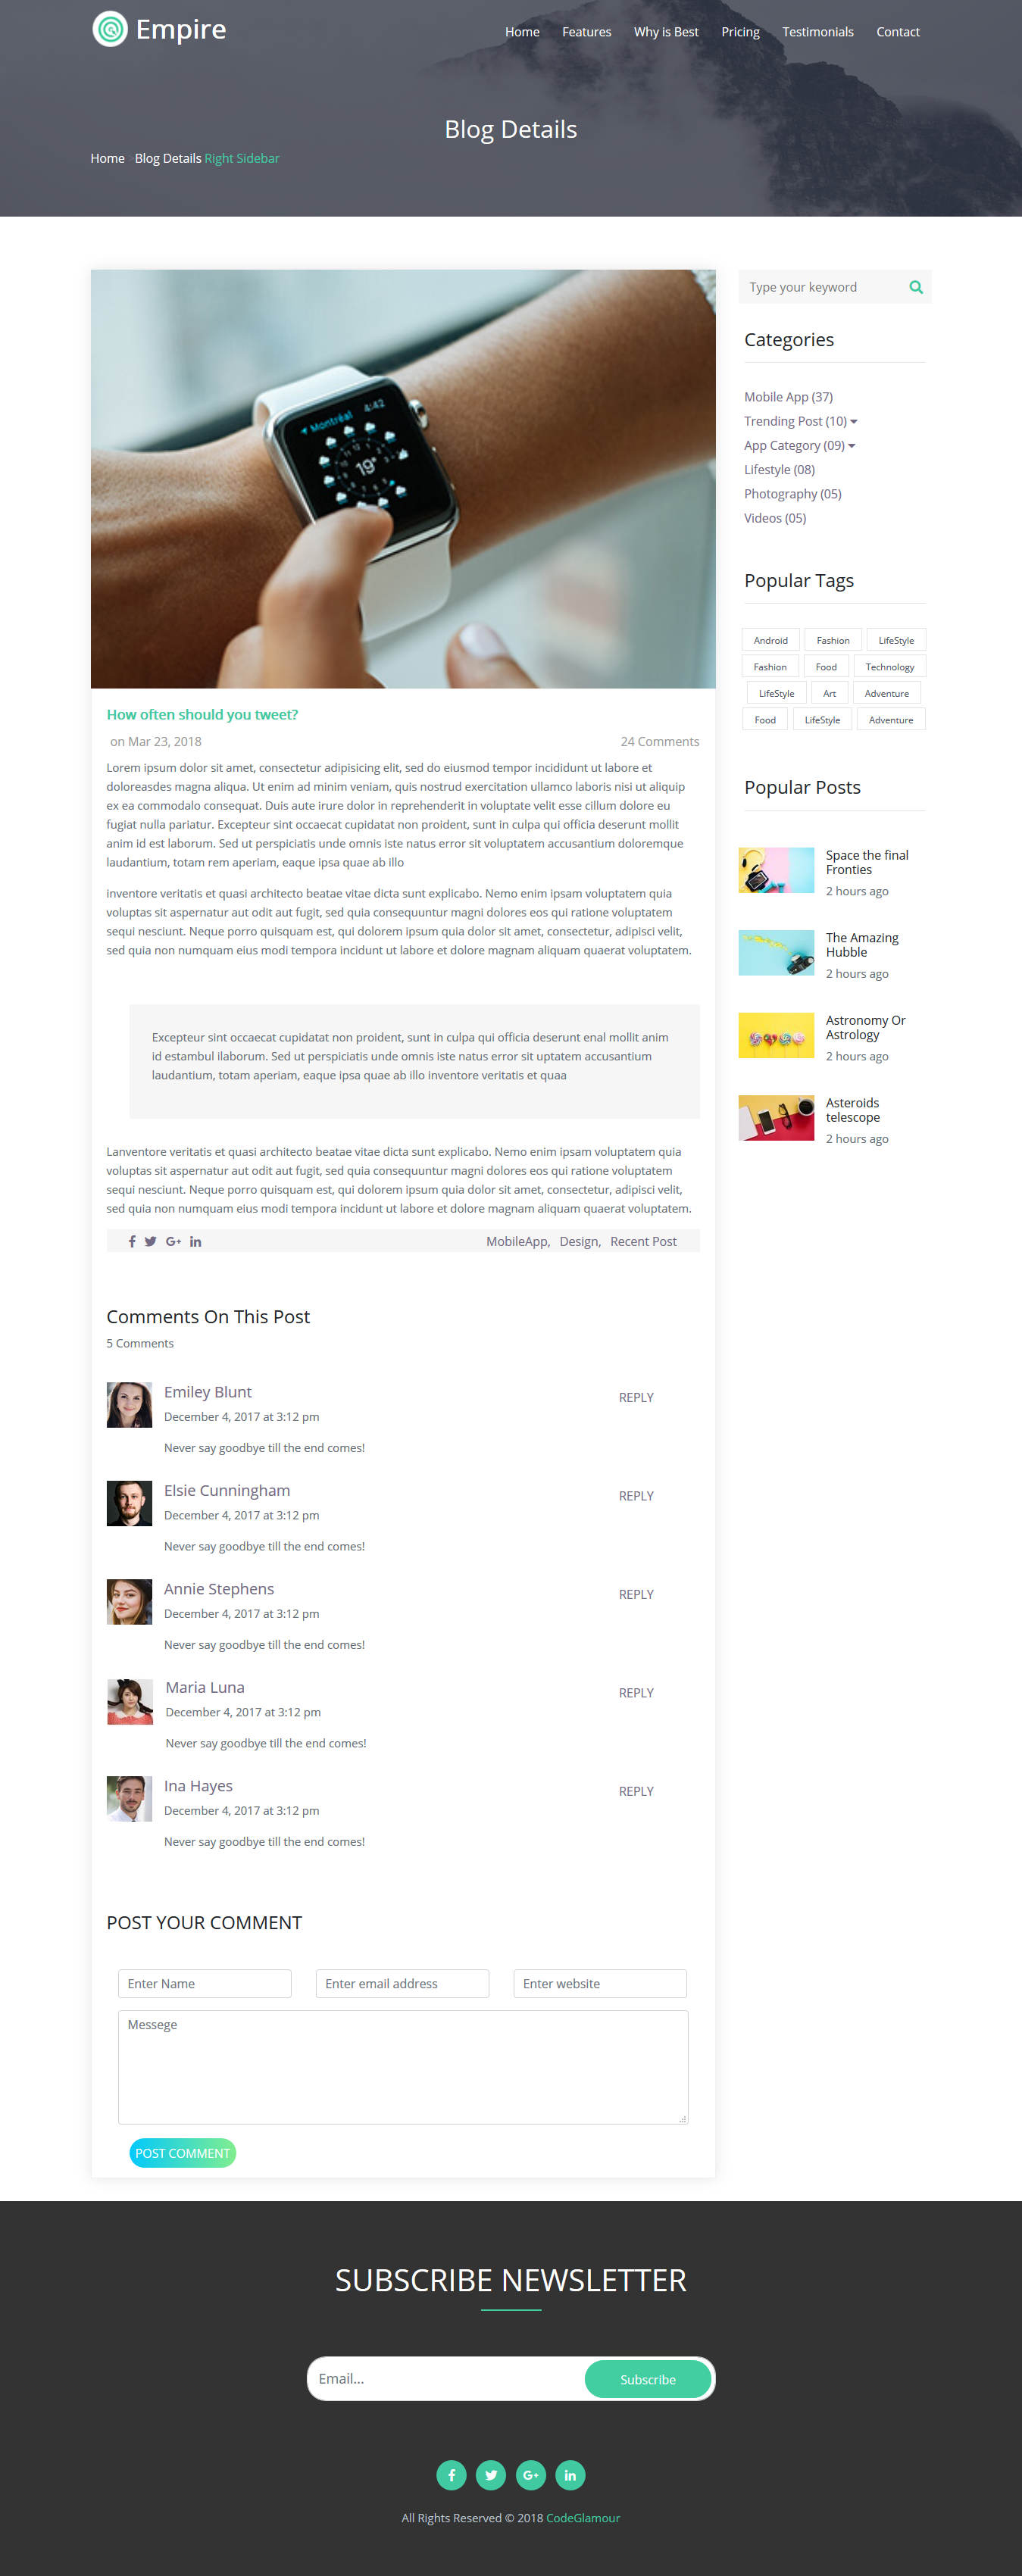 Empire
Home Features Why is Best Pricing Testimonials Contact
Blog Details
Home Blog Details Right Sidebar
Montréal 4:42
19°
How often should you tweet?
on Mar 23, 2018 24 Comments
Lorem ipsum dolor sit amet, consectetur adipisicing elit, sed do eiusmod tempor incididunt ut labore et
doloreasdes magna aliqua. Ut enim ad minim veniam, quis nostrud exercitation ullamco laboris nisi ut aliquip
ex ea commodalo consequat. Duis aute irure dolor in reprehenderit in voluptate velit esse cillum dolore eu
fugiat nulla pariatur. Excepteur sint occaecat cupidatat non proident, sunt in culpa qui officia deserunt mollit
anim id est laborum. Sed ut perspiciatis unde omnis iste natus error sit voluptatem accusantium doloremque
laudantium, totam rem aperiam, eaque ipsa quae ab illo
inventore veritatis et quasi architecto beatae vitae dicta sunt explicabo. Nemo enim ipsam voluptatem quia
voluptas sit aspernatur aut odit aut fugit, sed quia consequuntur magni dolores eos qui ratione voluptatem
sequi nesciunt. Neque porro quisquam est, qui dolorem ipsum quia dolor sit amet, consectetur, adipisci velit,
sed quia non numquam eius modi tempora incidunt ut labore et dolore magnam aliquam quaerat voluptatem.
Excepteur sint occaecat cupidatat non proident, sunt in culpa qui officia deserunt enal mollit anim
id estambul ilaborum. Sed ut perspiciatis unde omnis iste natus error sit uptatem accusantium
laudantium, totam aperiam, eaque ipsa quae ab illo inventore veritatis et quaa
Lanventore veritatis et quasi architecto beatae vitae dicta sunt explicabo. Nemo enim ipsam voluptatem quia
voluptas sit aspernatur aut odit aut fugit, sed quia consequuntur magni dolores eos qui ratione voluptatem
sequi nesciunt. Neque porro quisquam est, qui dolorem ipsum quia dolor sit amet, consectetur, adipisci velit,
sed quia non numquam eius modi tempora incidunt ut labore et dolore magnam aliquam quaerat voluptatem.
MobileApp, Design, Recent Post
Comments On This Post
5 Comments
Emiley Blunt
REPLY
December 4, 2017 at 3:12 pm
Never say goodbye till the end comes!
Elsie Cunningham
REPLY
December 4, 2017 at 3:12 pm
Never say goodbye till the end comes!
Annie Stephens
REPLY
December 4, 2017 at 3:12 pm
Never say goodbye till the end comes!
Maria Luna
REPLY
December 4, 2017 at 3:12 pm
Never say goodbye till the end comes!
Ina Hayes
REPLY
December 4, 2017 at 3:12 pm
Never say goodbye till the end comes!
POST YOUR COMMENT
Enter Name Enter email address Enter website
Messege
POST COMMENT
Type your keyword
Categories
Mobile App (37)
Trending Post (10)
App Category (09)
Lifestyle (08)
Photography (05)
Videos (05)
Popular Tags
Android Fashion LifeStyle
Fashion Food Technology
LifeStyle Art Adventure
Food LifeStyle Adventure
Popular Posts
Space the final
Fronties
2 hours ago
The Amazing
Hubble
2 hours ago
Astronomy Or
Astrology
2 hours ago
Asteroids
telescope
2 hours ago
SUBSCRIBE NEWSLETTER
Email... Subscribe
All Rights Reserved © 2018 CodeGlamour